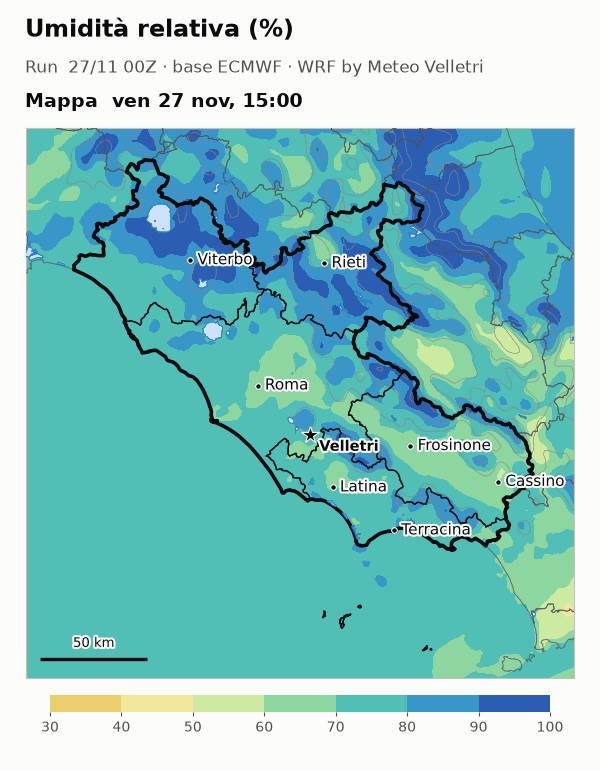 Umidità relativa (%)
Run  27/11 00Z · base ECMWF · WRF by Meteo Velletri
Mappa  ven 27 nov, 15:00
Viterbo
Rieti
Roma
Velletri
Frosinone
Cassino
Latina
Terracina
50 km
30 40 50 60 70 80 90 100